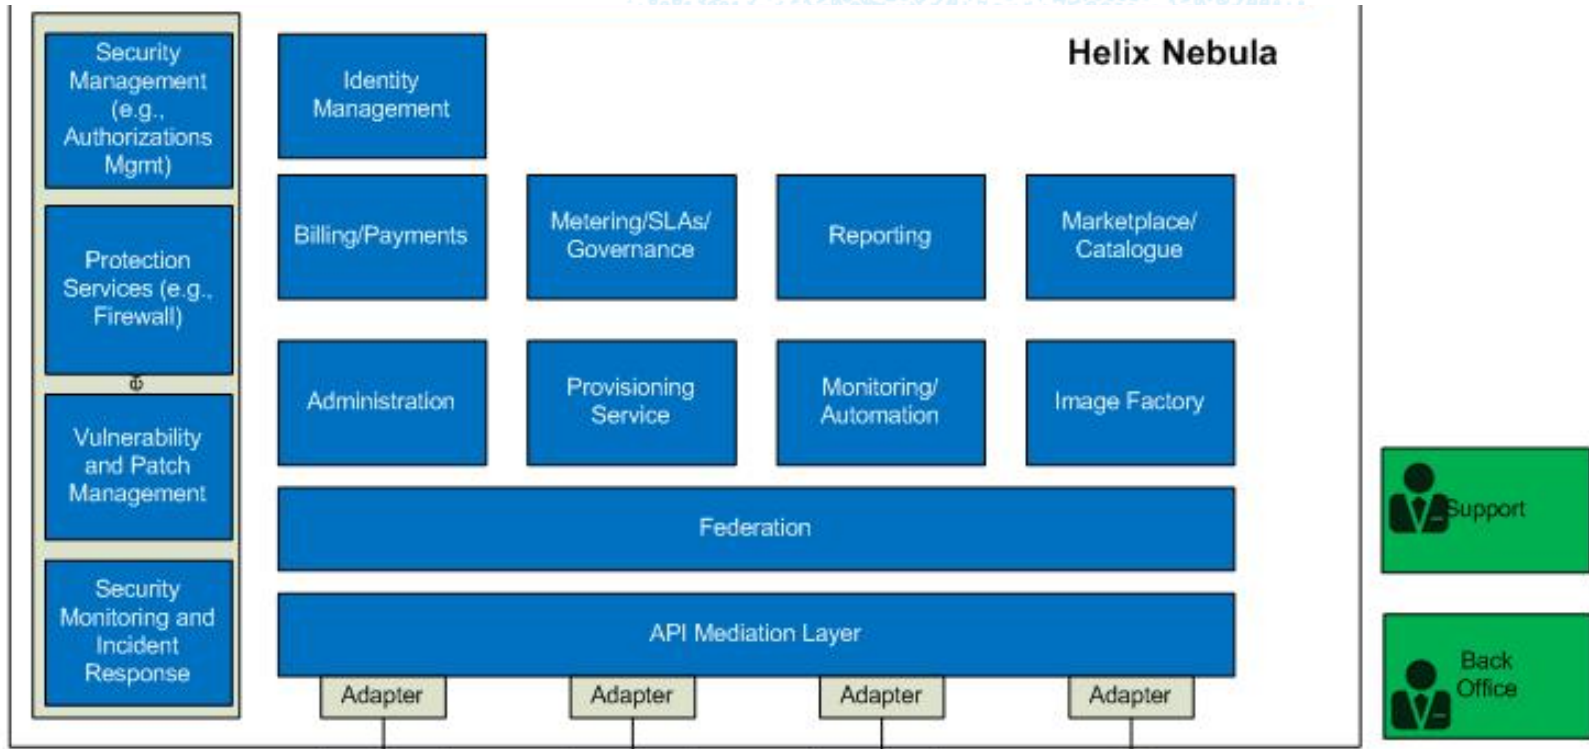 Helix Nebula
Security
Management
(e.g.,
Authorizations
Mgmt)
Protection
Services (e.g.,
Firewall)
Vulnerability
and Patch
Management
Security
Monitoring and
Incident
Response
Identity
Management
Billing/Payments
Metering/SLAs/
Governance
Reporting
Marketplace/
Catalogue
Administration
Provisioning
Service
Monitoring/
Automation
Image Factory
Federation
API Mediation Layer
Adapter
Adapter
Adapter
Adapter
Support
Back
Office